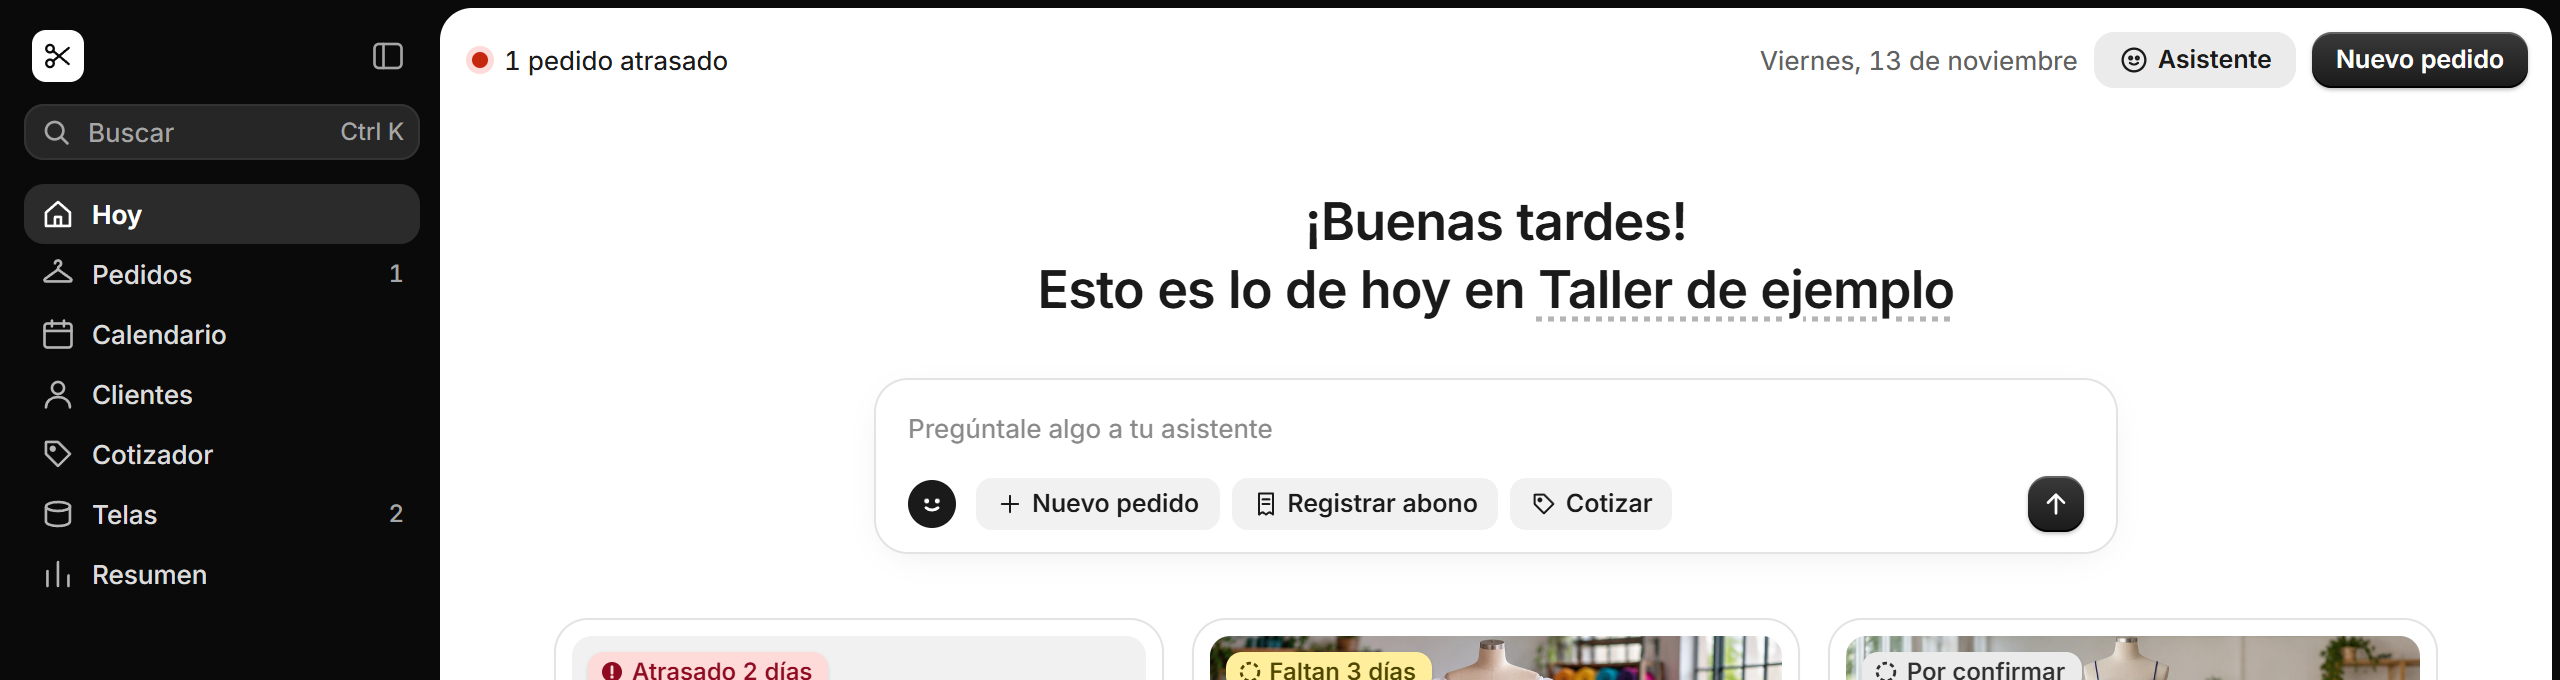 1 pedido atrasado
Viernes, 13 de noviembre
Asistente
Nuevo pedido
Buscar
Ctrl K
Hoy
Pedidos 1
Calendario
Clientes
Cotizador
Telas 2
Resumen
¡Buenas tardes!
Esto es lo de hoy en Taller de ejemplo
Pregúntale algo a tu asistente
Nuevo pedido
Registrar abono
Cotizar
Atrasado 2 días
Faltan 3 días
Por confirmar